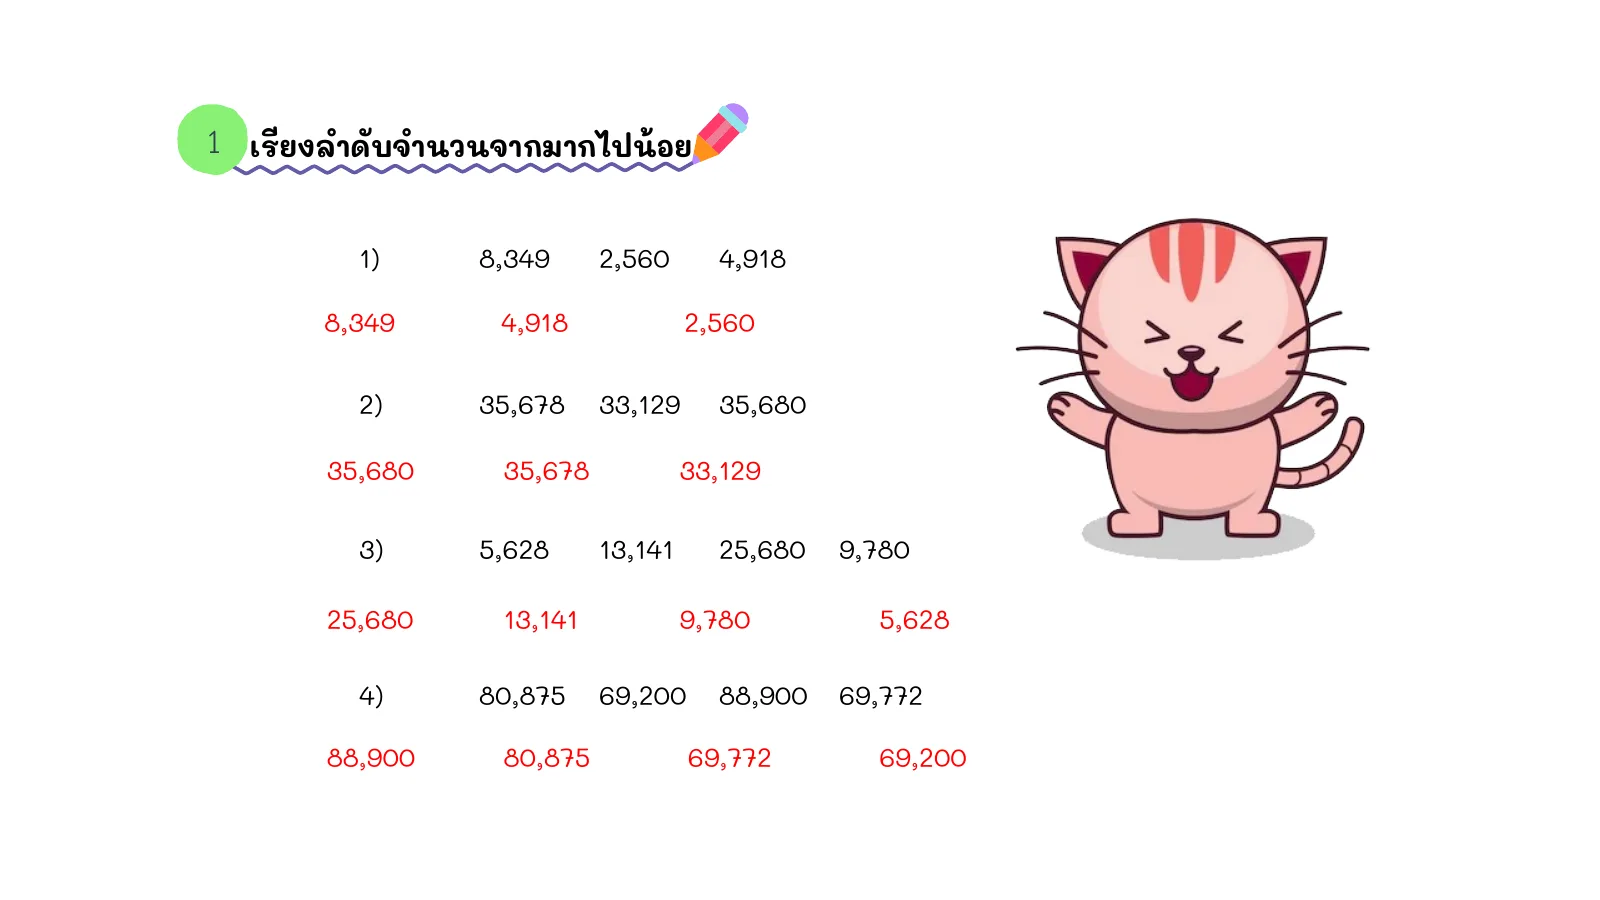 1 เรียงลำดับจำนวนจากมากไปน้อย
1) 8,349 2,560 4,918
8,349 4,918 2,560
2) 35,678 33,129 35,680
35,680 35,678 33,129
3) 5,628 13,141 25,680 9,780
25,680 13,141 9,780 5,628
4) 80,875 69,200 88,900 69,772
88,900 80,875 69,772 69,200